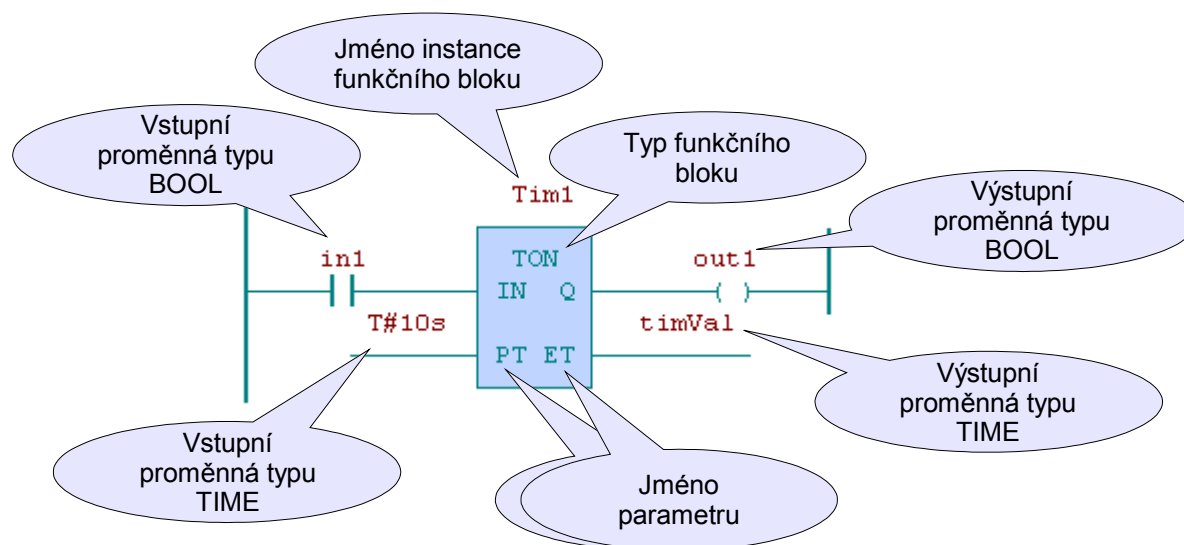 Jméno instance
funkčního bloku
Vstupní
proměnná typu
BOOL
Typ funkčního
bloku
Tim1
Výstupní
proměnná typu
BOOL
in1
TON
out1
IN Q
T#10s
timVal
PT ET
Výstupní
proměnná typu
TIME
Vstupní
proměnná typu
TIME
Jméno
parametru